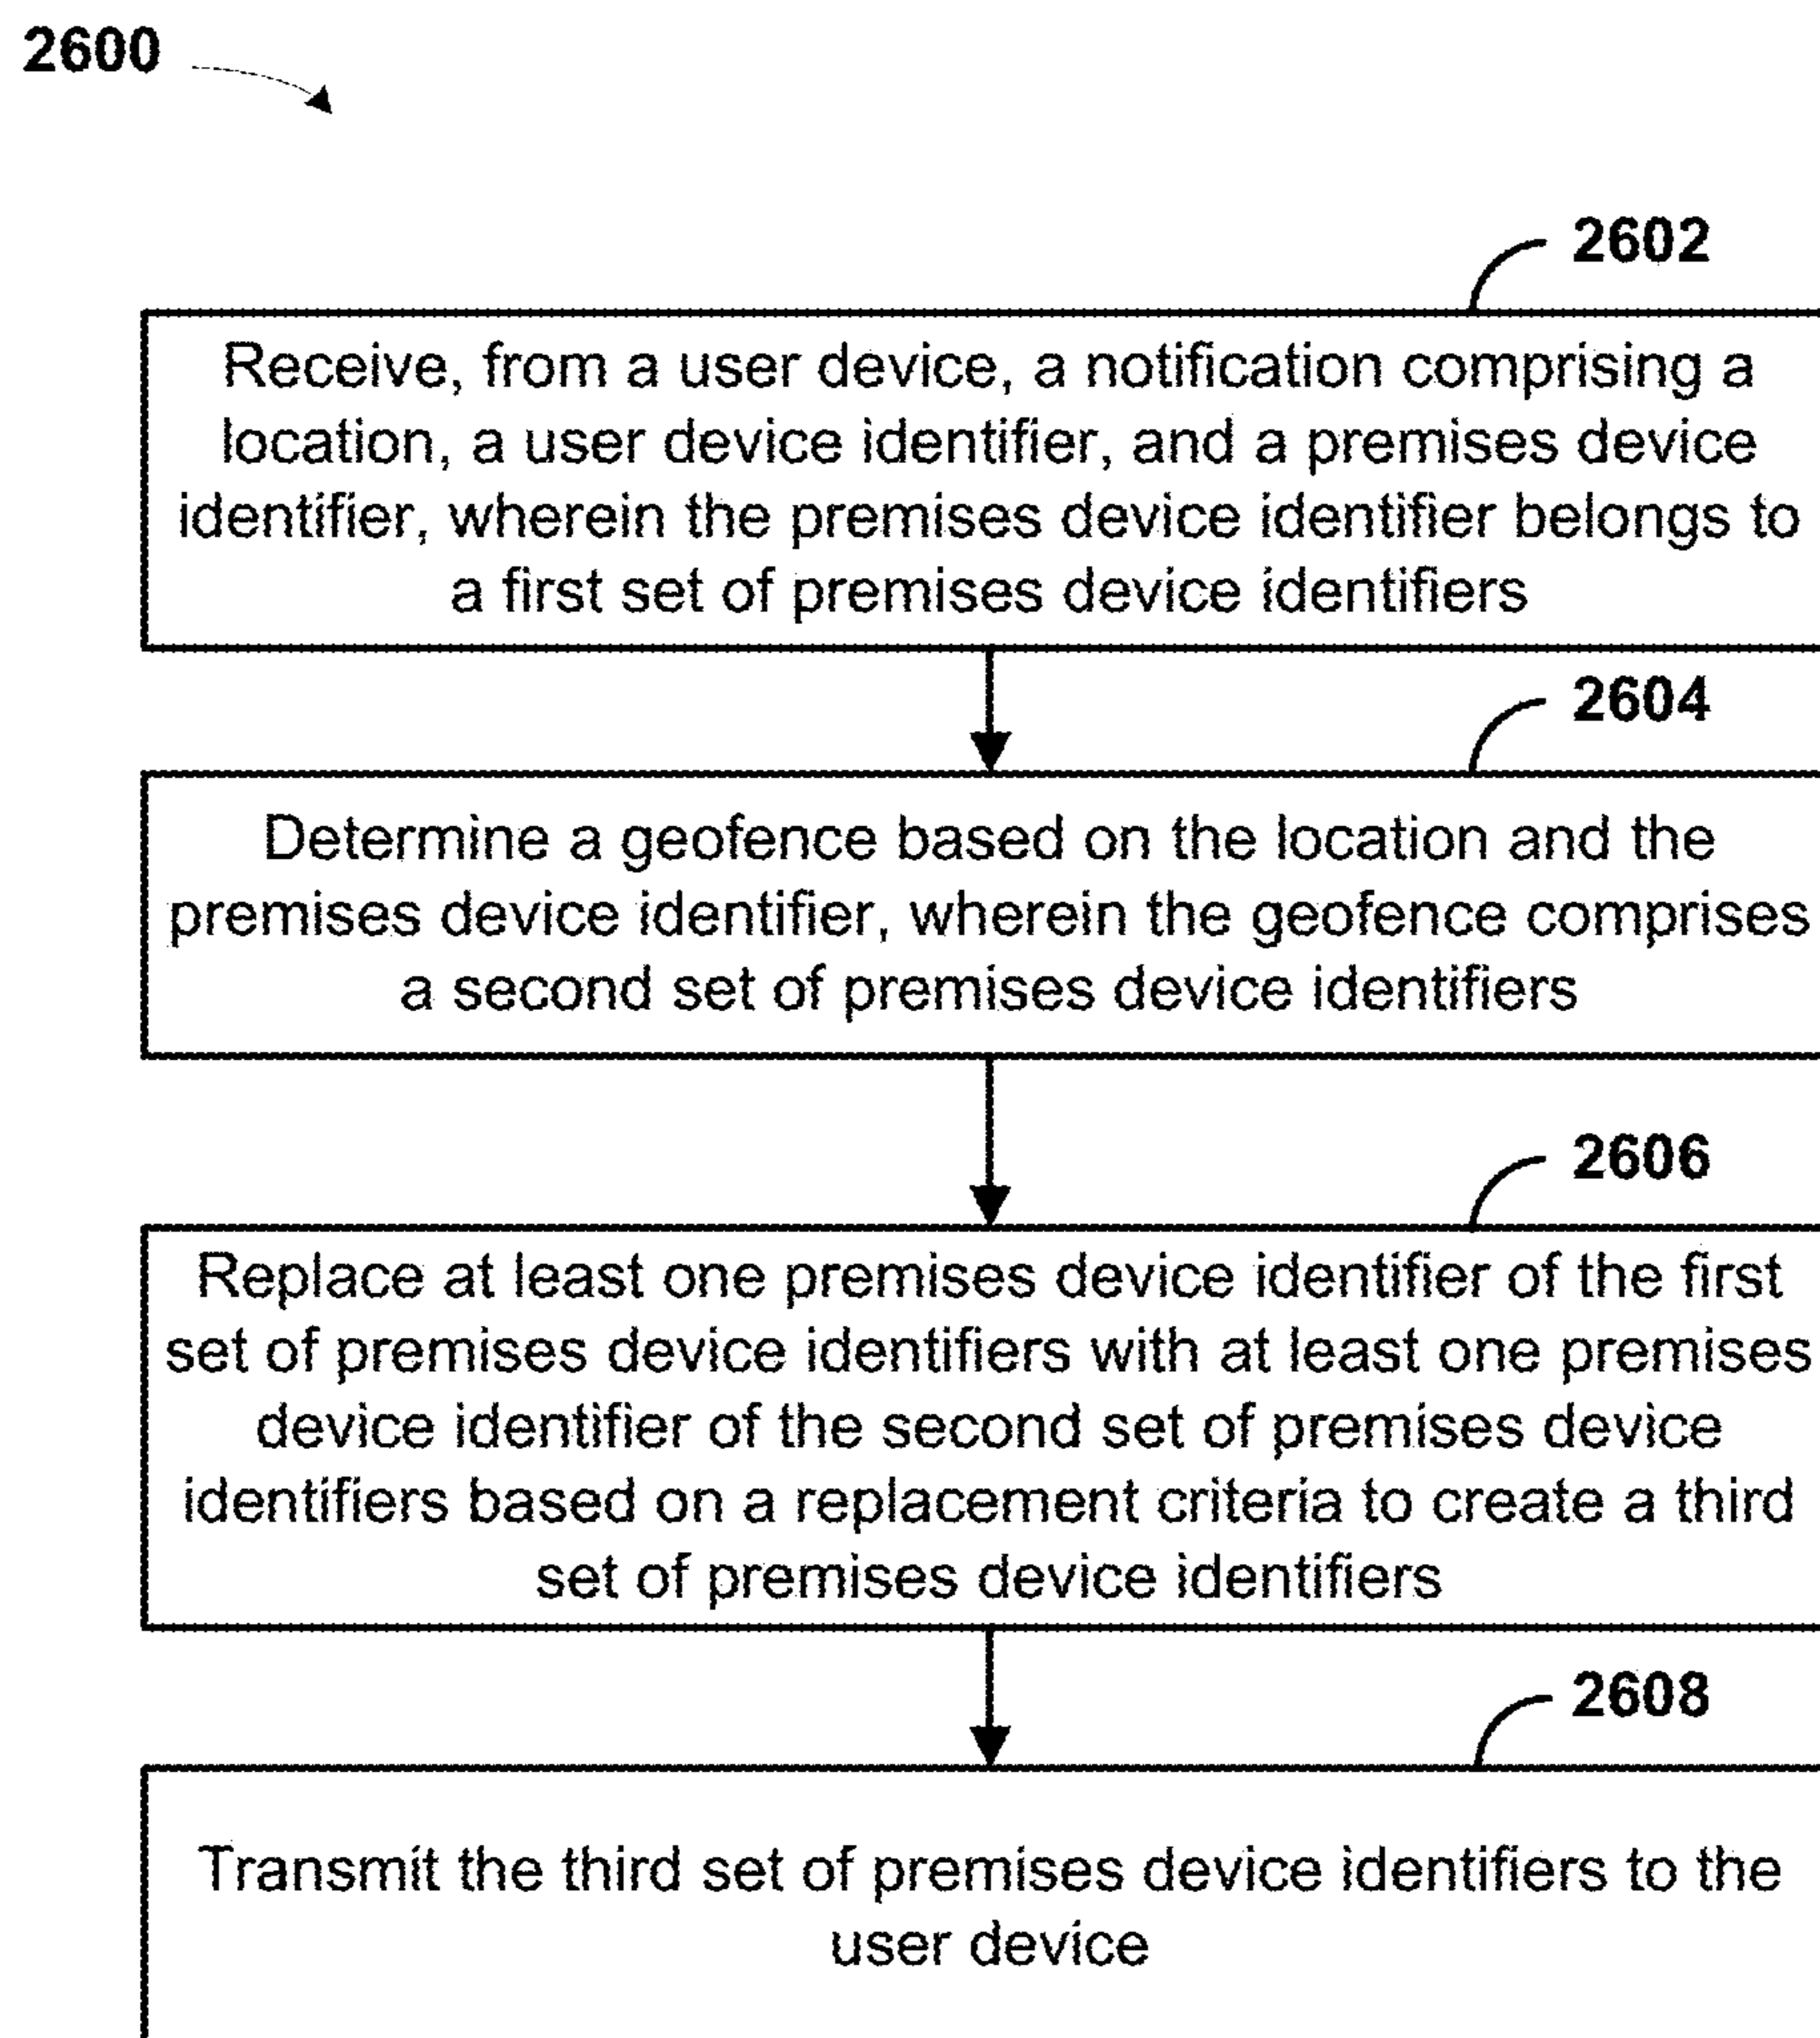 2600
2602
Receive, from a user device, a notification comprising a
location, a user device identifier, and a premises device
identifier, wherein the premises device identifier belongs to
a first set of premises device identifiers
2604
Determine a geofence based on the location and the
premises device identifier, wherein the geofence comprises
a second set of premises device identifiers
2606
Replace at least one premises device identifier of the first
set of premises device identifiers with at least one premises
device identifier of the second set of premises device
identifiers based on a replacement criteria to create a third
set of premises device identifiers
2608
Transmit the third set of premises device identifiers to the
user device